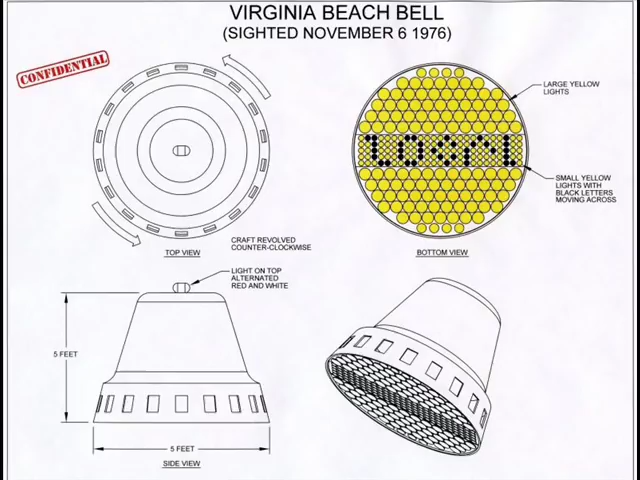 VIRGINIA BEACH BELL
(SIGHTED NOVEMBER 6 1976)
CONFIDENTIAL
LARGE YELLOW
LIGHTS
SMALL YELLOW
LIGHTS WITH
BLACK LETTERS
MOVING ACROSS
CRAFT REVOLVED
COUNTER-CLOCKWISE
TOP VIEW
BOTTOM VIEW
LIGHT ON TOP
ALTERNATED
RED AND WHITE
5 FEET
5 FEET
SIDE VIEW